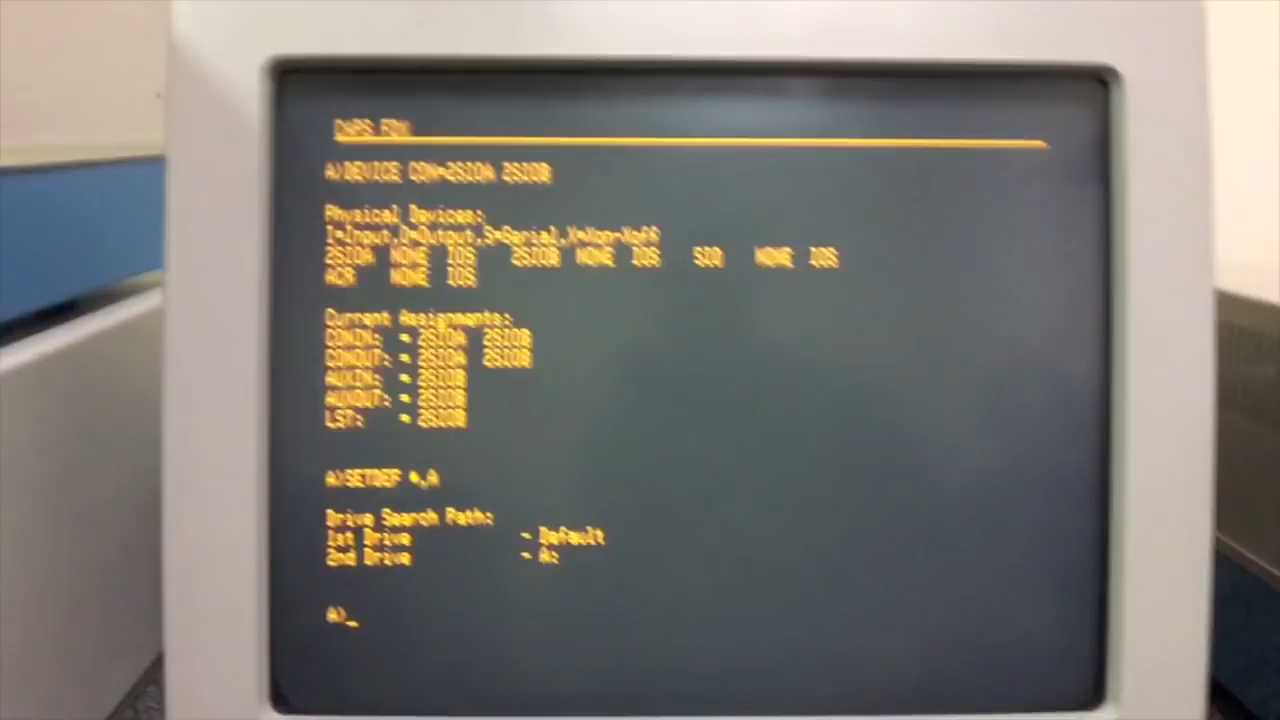 CAPS FDX
A>DEVICE CON=2SIOA 2SIOB
Physical Devices:
I=Input,O=Output,S=Serial,X=Xon-Xoff
2SIOA NONE IOS 2SIOB NONE IOS SIO NONE IOS
ACR NONE IOS
Current Assignments:
CONIN: = 2SIOA 2SIOB
CONOUT: = 2SIOA 2SIOB
AUXIN: = 2SIOB
AUXOUT: = 2SIOB
LST: = 2SIOB
A>SETDEF *,A
Drive Search Path:
1st Drive - Default
2nd Drive - A:
A>_